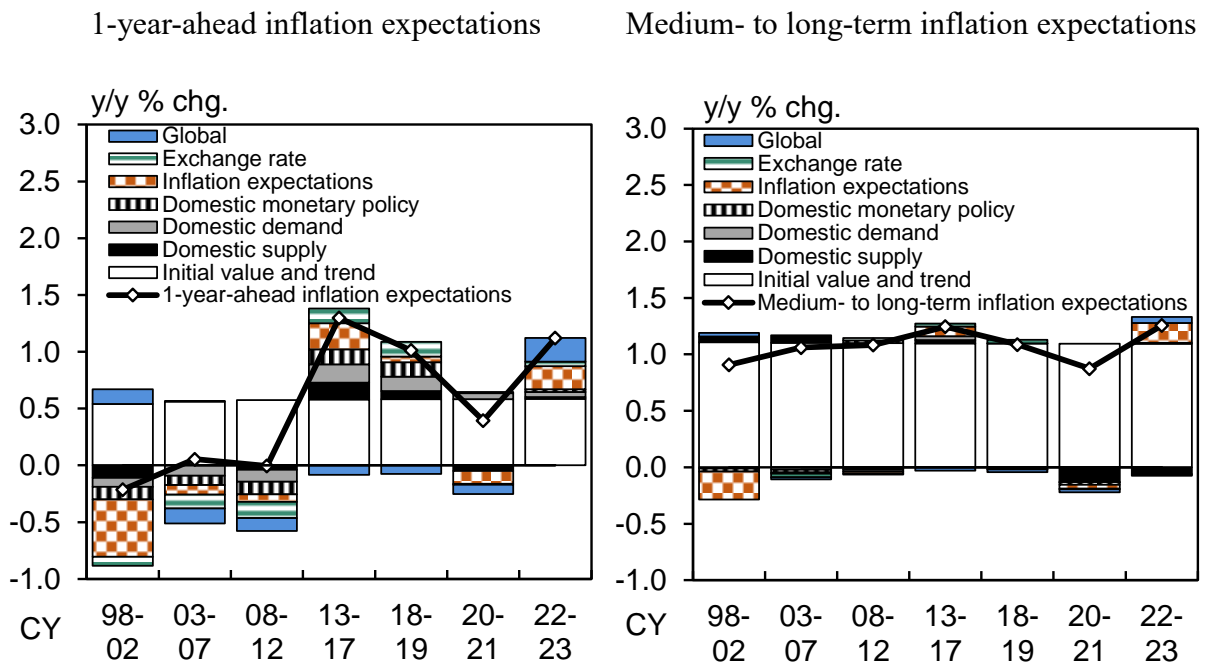 1-year-ahead inflation expectations
y/y % chg.
3.0
2.5
2.0
1.5
1.0
0.5
0.0
-0.5
-1.0
Global
Exchange rate
Inflation expectations
Domestic monetary policy
Domestic demand
Domestic supply
Initial value and trend
1-year-ahead inflation expectations
CY
98-
02
03-
07
08-
12
13-
17
18-
19
20-
21
22-
23
Medium- to long-term inflation expectations
y/y % chg.
3.0
2.5
2.0
1.5
1.0
0.5
0.0
-0.5
-1.0
Global
Exchange rate
Inflation expectations
Domestic monetary policy
Domestic demand
Domestic supply
Initial value and trend
Medium- to long-term inflation expectations
CY
98-
02
03-
07
08-
12
13-
17
18-
19
20-
21
22-
23